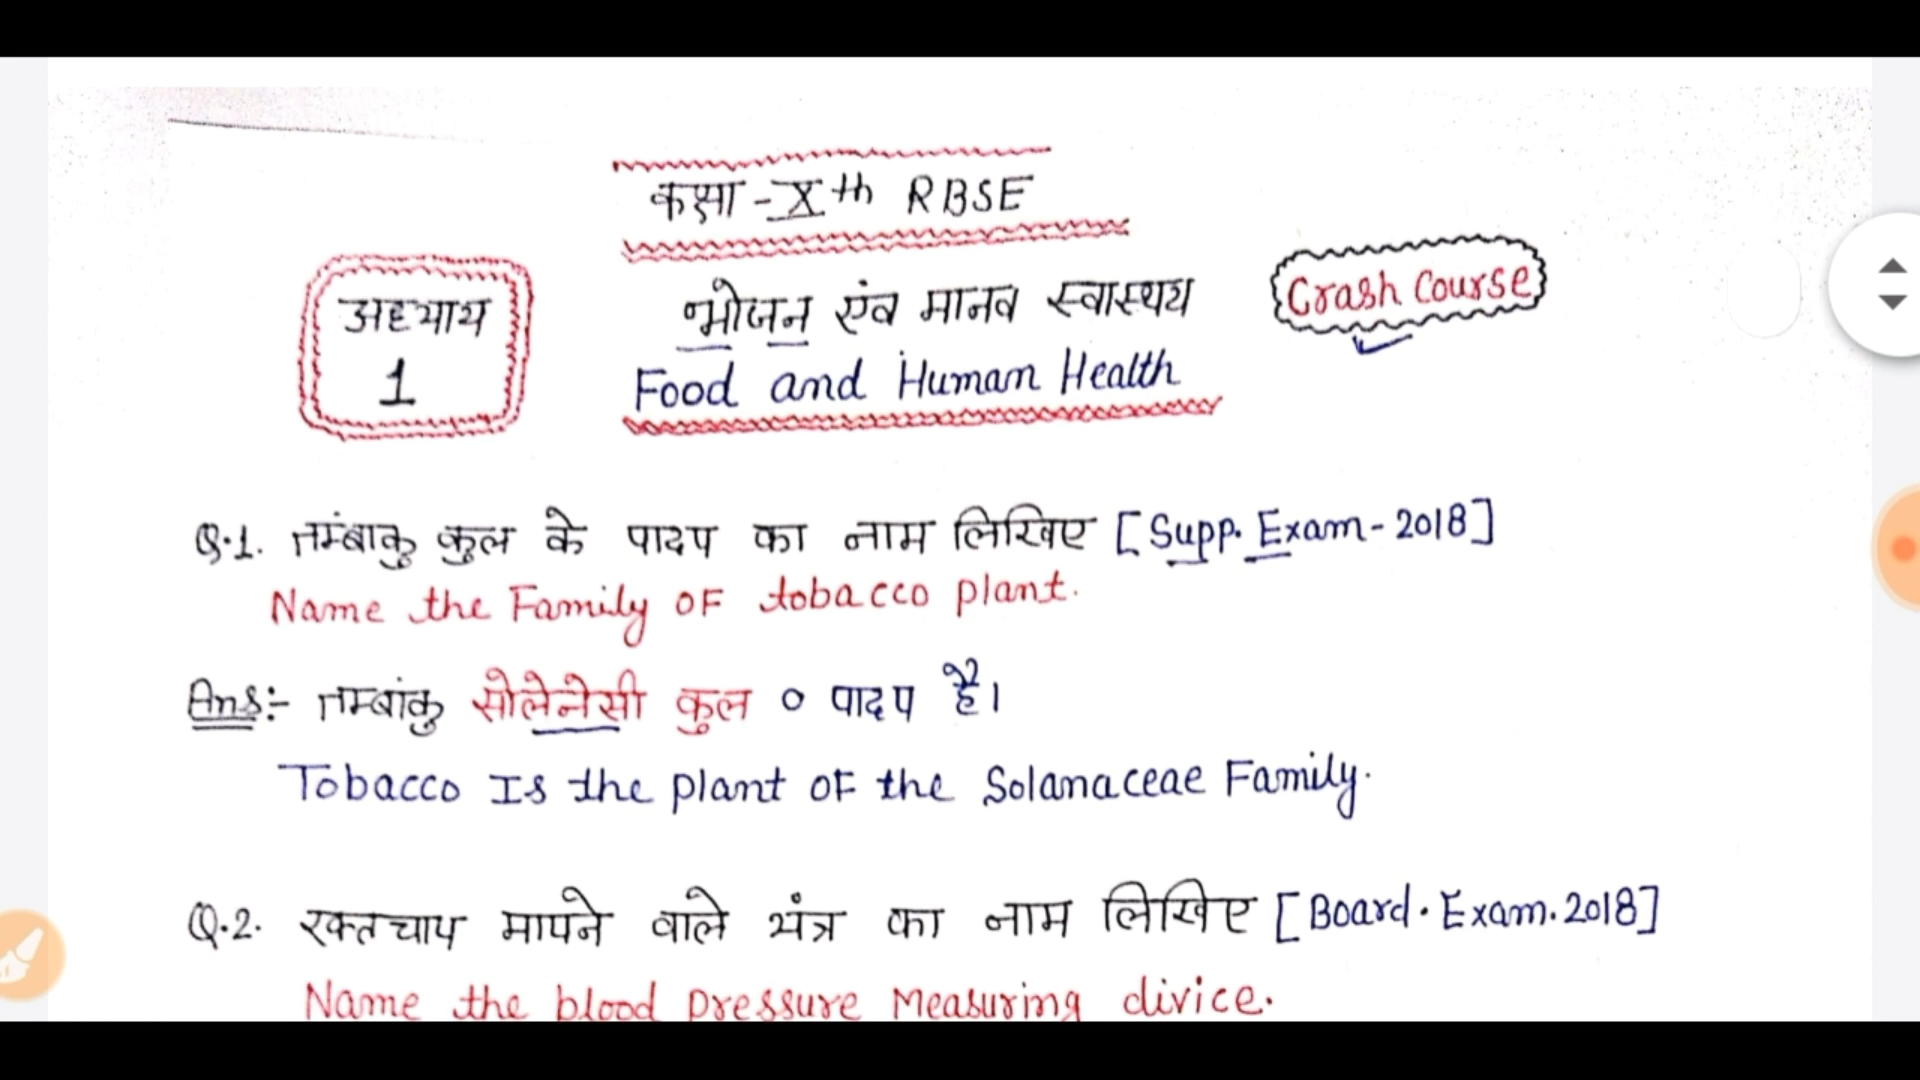 कक्षा - Xth RBSE
अध्याय
1
भोजन एंव मानव स्वास्थय
Crash Course
Food and Human Health
Q.1. तम्बांकु कुल के पादप का नाम लिखिए [Supp. Exam-2018]
Name the Family OF tobacco plant.
Ans:- तम्बांकु सोलेनेसी कुल ० पादप है।
Tobacco Is the plant OF the Solanaceae Family.
Q.2. रक्तचाप मापने वाले यंत्र का नाम लिखिए [Board. Exam. 2018]
Name the blood pressure Measuring divice.